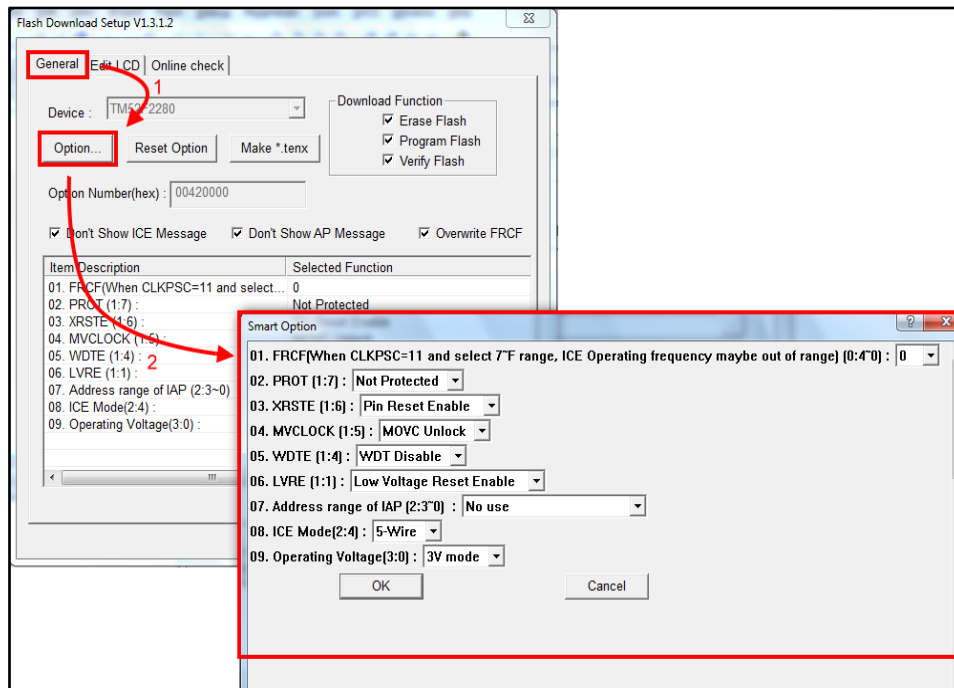 Flash Download Setup V1.3.1.2
General Edit LCD Online check
1
Device : TM52F2280
Download Function
Erase Flash
Program Flash
Verify Flash
Option... Reset Option Make *.tenx
Option Number(hex) : 00420000
Don't Show ICE Message Don't Show AP Message Overwrite FRCF
Item Description Selected Function
01. FRCF(When CLKPSC=11 and select... 0
02. PROT (1:7) : Not Protected
03. XRSTE (1:6) :
04. MVCLOCK (1:5) :
05. WDTE (1:4) :
2
06. LVRE (1:1) :
07. Address range of IAP (2:3~0)
08. ICE Mode(2:4) :
09. Operating Voltage(3:0) :
Smart Option
01. FRCF(When CLKPSC=11 and select 7~F range, ICE Operating frequency maybe out of range) (0:4~0) : 0
02. PROT (1:7) : Not Protected
03. XRSTE (1:6) : Pin Reset Enable
04. MVCLOCK (1:5) : MOVC Unlock
05. WDTE (1:4) : WDT Disable
06. LVRE (1:1) : Low Voltage Reset Enable
07. Address range of IAP (2:3~0) : No use
08. ICE Mode(2:4) : 5-Wire
09. Operating Voltage(3:0) : 3V mode
OK Cancel